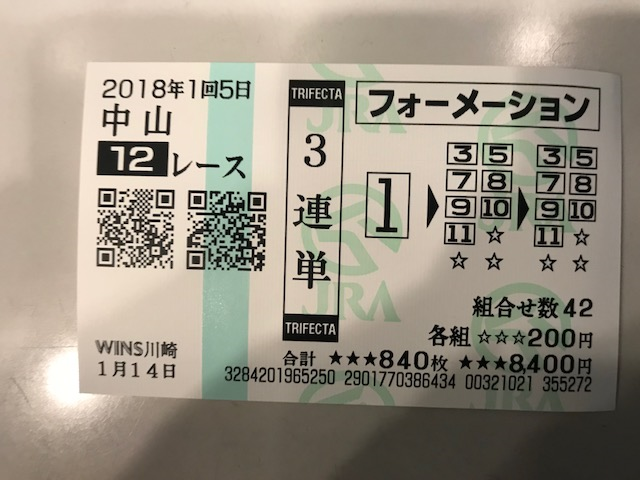 2018年1回5日
中山
12レース
WINS川崎
1月14日
TRIFECTA
3連単
TRIFECTA
フォーメーション
1
3 5 3 5
7 8 7 8
9 10 9 10
11 ☆ 11 ☆
☆ ☆ ☆ ☆
組合せ数42
各組 ☆☆☆200円
合計 ★★★840枚 ★★★8,400円
3284201965250 2901770386434 00321021 355272
JRA
JRA
JRA